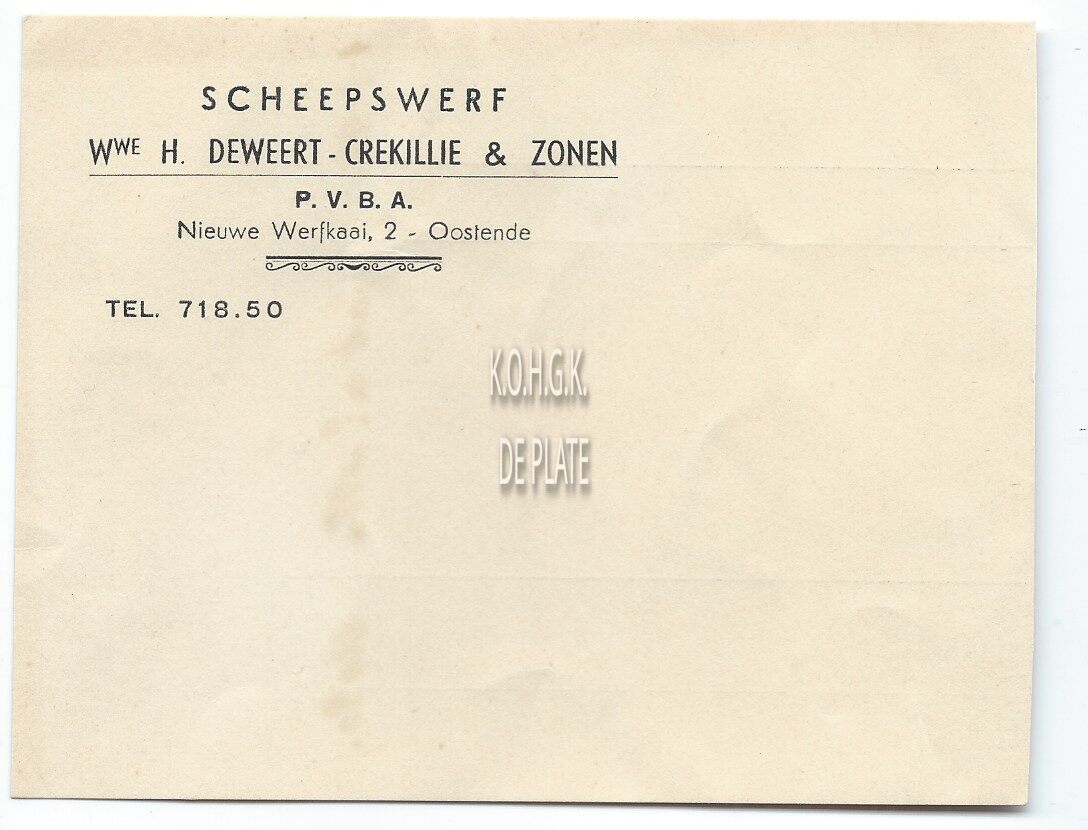 SCHEEPSWERF
WWE H. DEWEERT - CREKILLIE & ZONEN
P. V. B. A.
Nieuwe Werfkaai, 2 - Oostende
TEL. 718.50
K.O.H.G.K.
DE PLATE